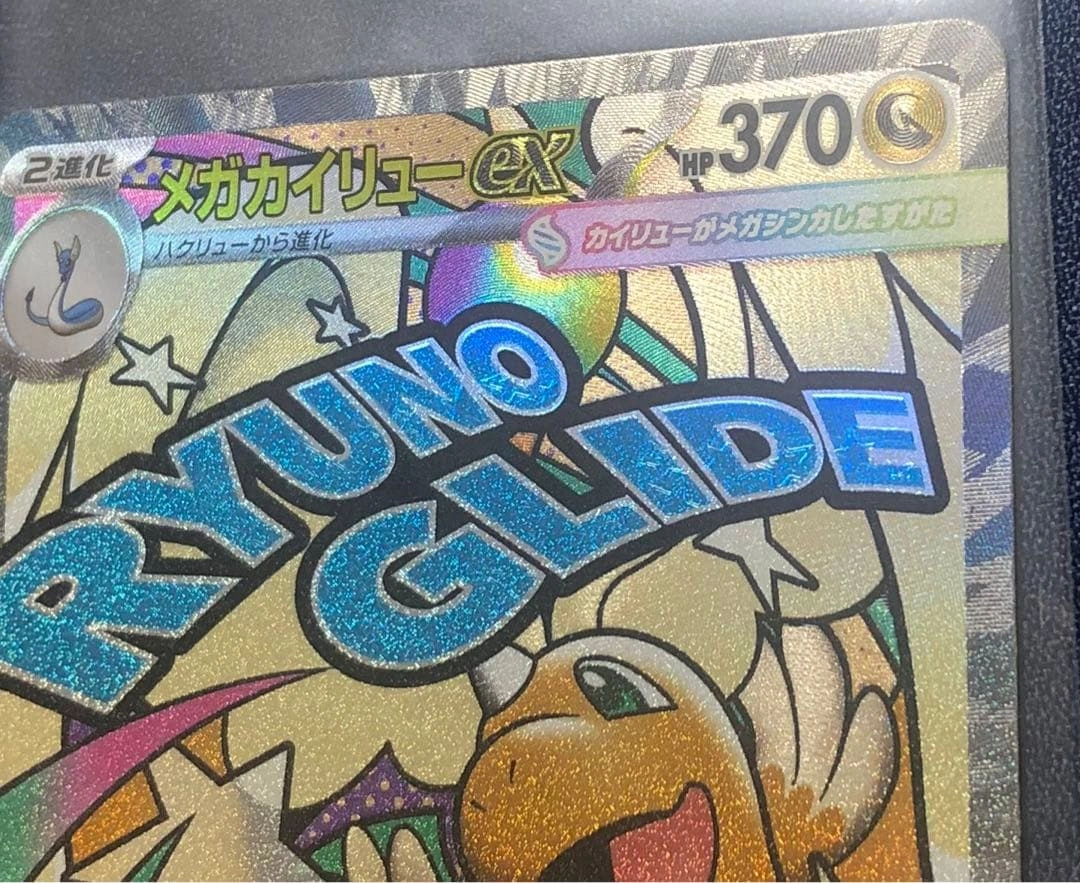 2進化
メガカイリューex
HP370
ハクリューから進化
カイリューがメガシンカしたすがた
RYUNO
GLIDE